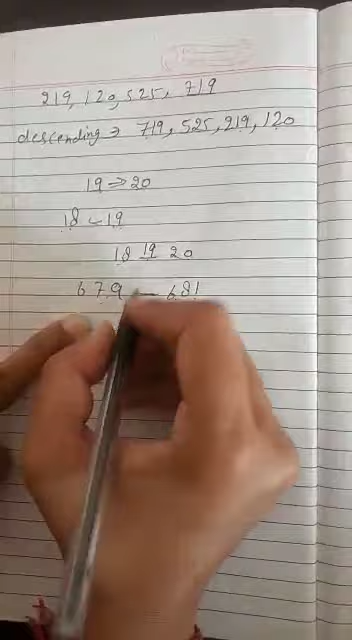 219, 120, 525, 719
descending ⇒ 719, 525, 219, 120
19 ⇒ 20
18 - 19
18 19 20
679 — 681